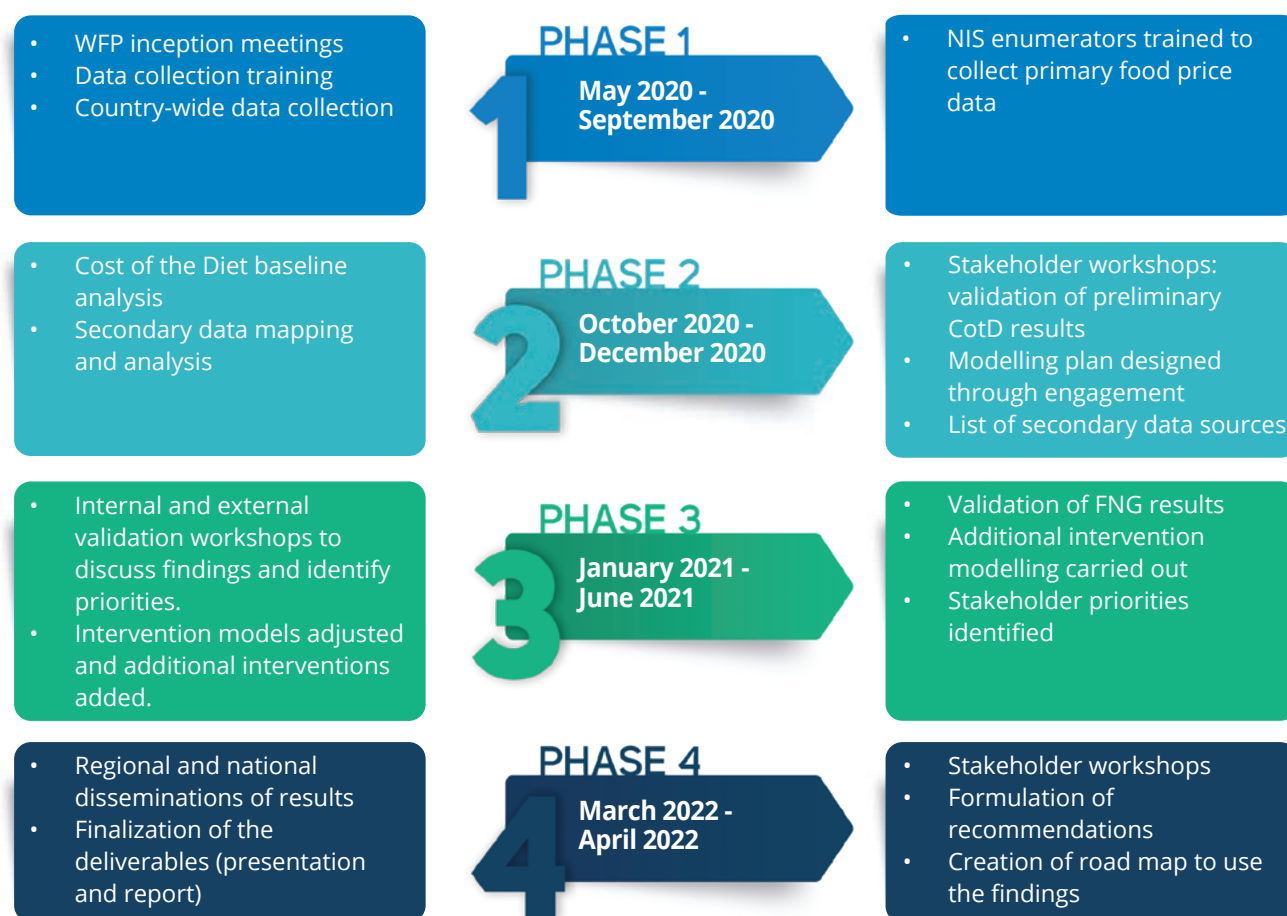 • WFP inception meetings
• Data collection training
• Country-wide data collection
PHASE 1
1
May 2020 -
September 2020
• NIS enumerators trained to
collect primary food price
data
• Cost of the Diet baseline
analysis
• Secondary data mapping
and analysis
PHASE 2
2
October 2020 -
December 2020
• Stakeholder workshops:
validation of preliminary
CotD results
• Modelling plan designed
through engagement
• List of secondary data sources
• Internal and external
validation workshops to
discuss findings and identify
priorities.
• Intervention models adjusted
and additional interventions
added.
PHASE 3
3
January 2021 -
June 2021
• Validation of FNG results
• Additional intervention
modelling carried out
• Stakeholder priorities
identified
• Regional and national
disseminations of results
• Finalization of the
deliverables (presentation
and report)
PHASE 4
4
March 2022 -
April 2022
• Stakeholder workshops
• Formulation of
recommendations
• Creation of road map to use
the findings